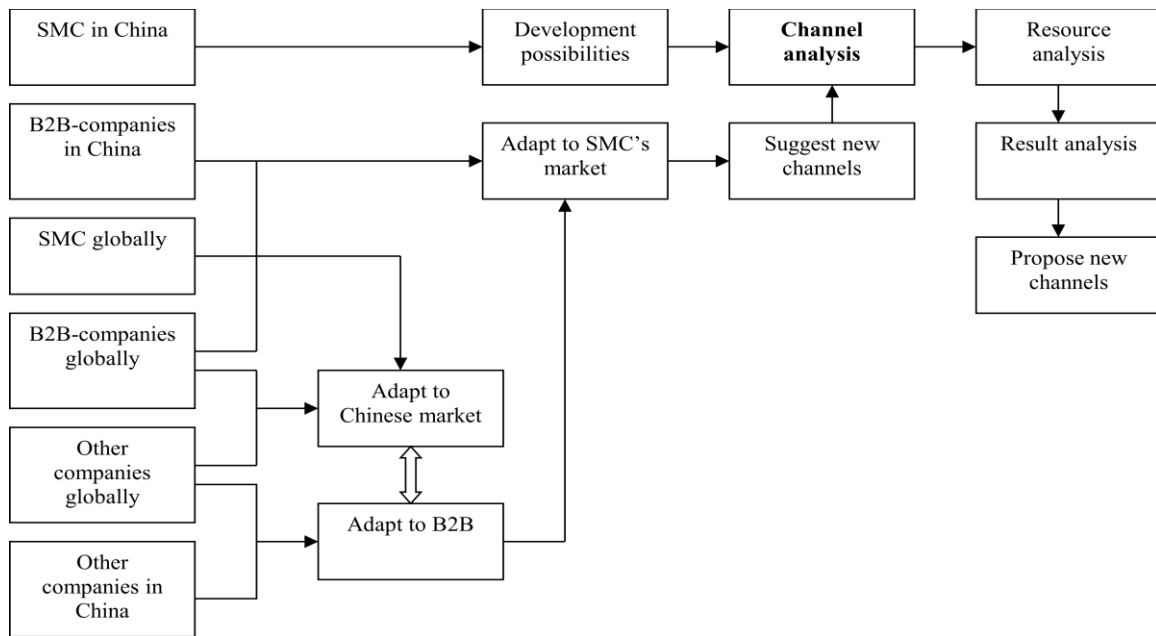 SMC in China
Development
possibilities
Channel
analysis
Resource
analysis
B2B-companies
in China
Adapt to SMC’s
market
Suggest new
channels
Result analysis
SMC globally
Propose new
channels
B2B-companies
globally
Adapt to
Chinese market
Other
companies
globally
Adapt to B2B
Other
companies in
China